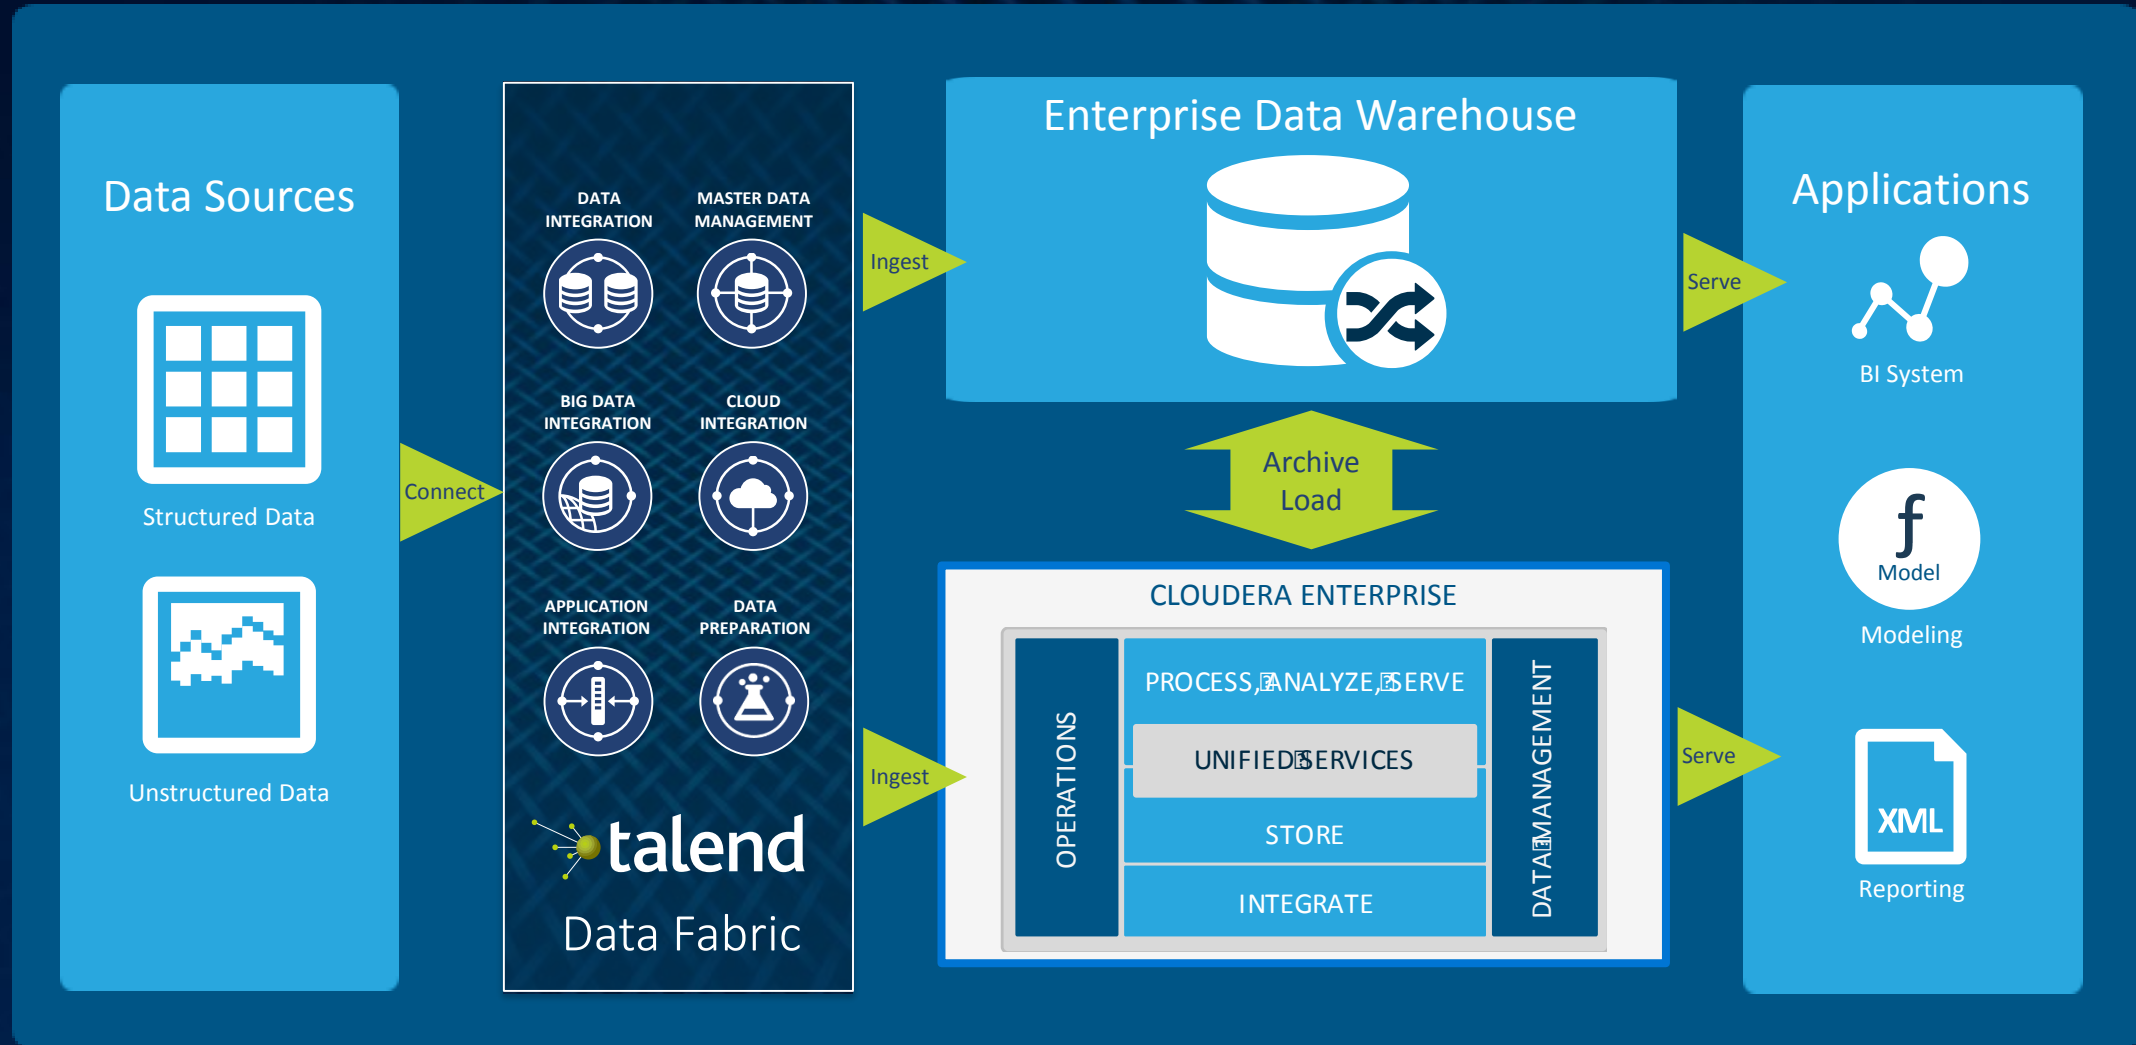 Data Sources
Structured Data
Unstructured Data
Connect
DATA
INTEGRATION
MASTER DATA
MANAGEMENT
BIG DATA
INTEGRATION
CLOUD
INTEGRATION
APPLICATION
INTEGRATION
DATA
PREPARATION
talend
Data Fabric
Ingest
Ingest
Enterprise Data Warehouse
Archive
Load
CLOUDERA ENTERPRISE
OPERATIONS
PROCESS, ANALYZE, SERVE
UNIFIED SERVICES
STORE
INTEGRATE
DATA MANAGEMENT
Serve
Serve
Applications
BI System
f
Model
Modeling
XML
Reporting